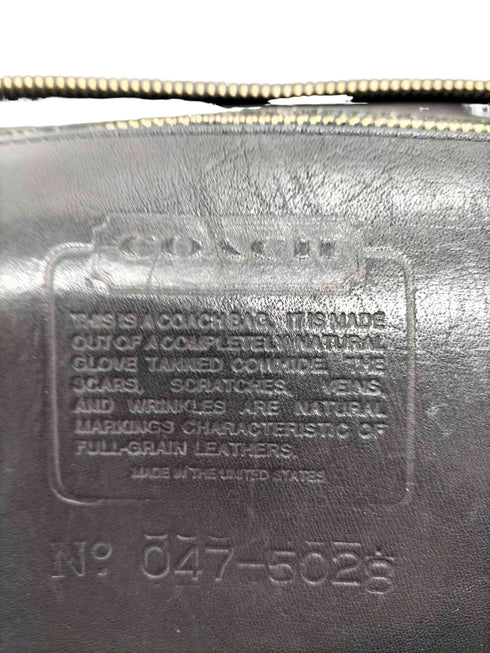 COACH
THIS IS A COACH BAG. IT IS MADE
OUT OF A COMPLETELY NATURAL
GLOVE TANNED COWHIDE. THE
SCARS, SCRATCHES, VEINS,
AND WRINKLES ARE NATURAL
MARKINGS CHARACTERISTIC OF
FULL-GRAIN LEATHERS.
MADE IN THE UNITED STATES
No 047-5028